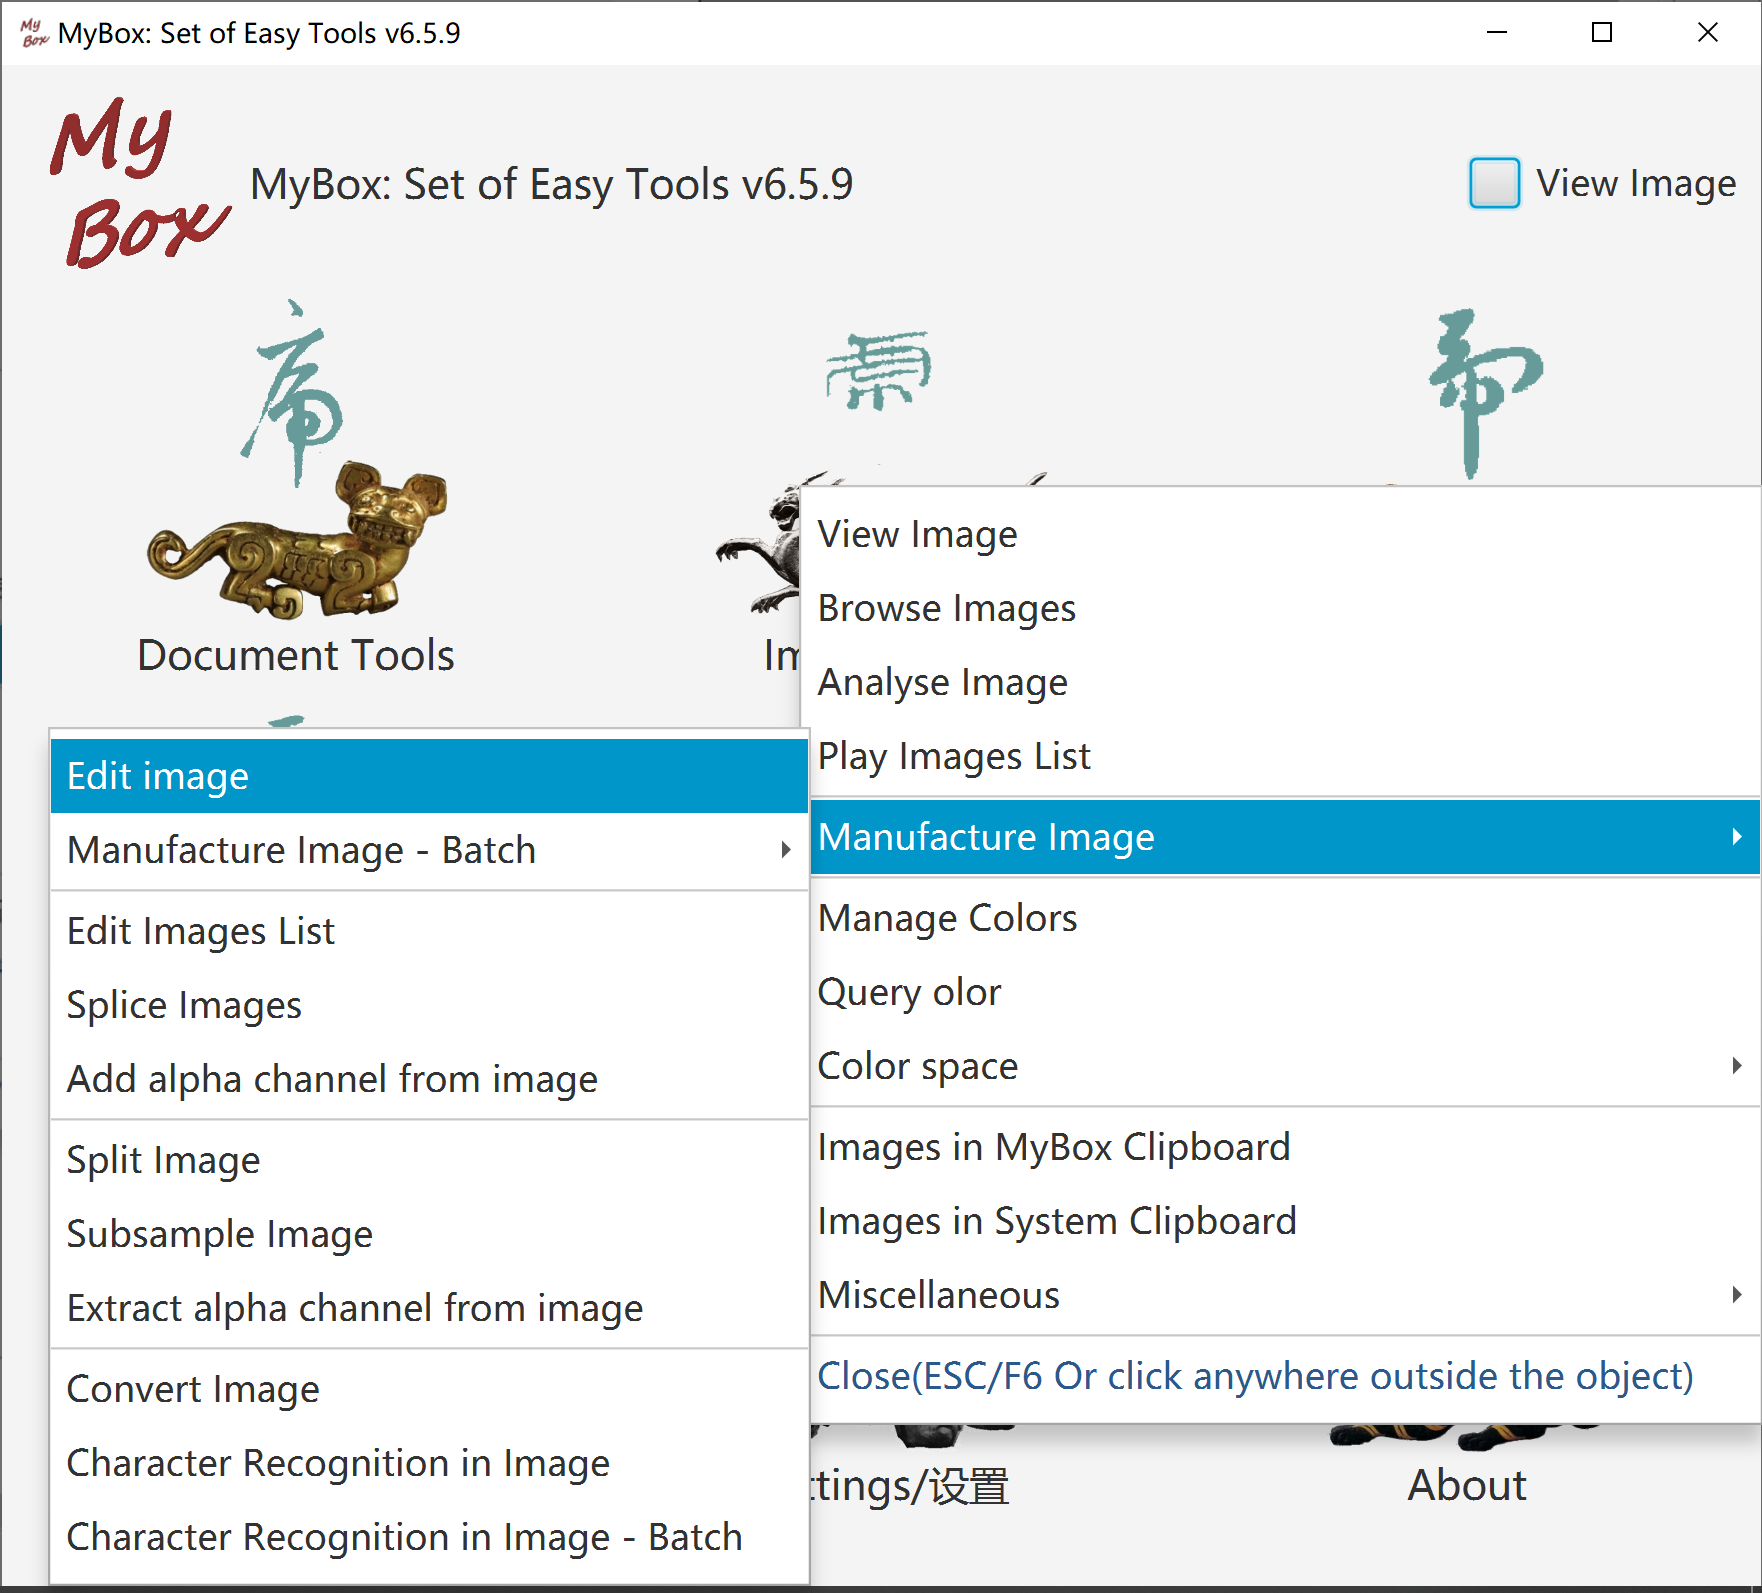 My Box MyBox: Set of Easy Tools v6.5.9
My
Box
MyBox: Set of Easy Tools v6.5.9
View Image
虎
Document Tools
Im
View Image
Browse Images
Analyse Image
Play Images List
Manufacture Image
Manage Colors
Query olor
Color space
Images in MyBox Clipboard
Images in System Clipboard
Miscellaneous
Close(ESC/F6 Or click anywhere outside the object)
Edit image
Manufacture Image - Batch
Edit Images List
Splice Images
Add alpha channel from image
Split Image
Subsample Image
Extract alpha channel from image
Convert Image
Character Recognition in Image
Character Recognition in Image - Batch
ttings/设置
About